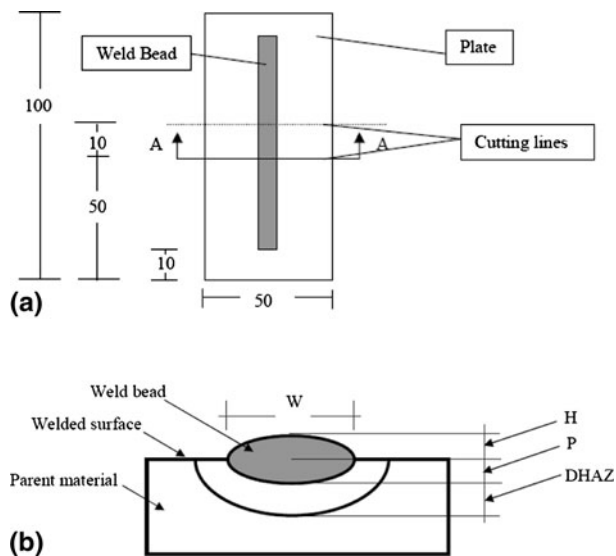 Weld Bead
Plate
100
10
A
A
Cutting lines
50
10
50
(a)
Weld bead
W
Welded surface
H
P
Parent material
DHAZ
(b)